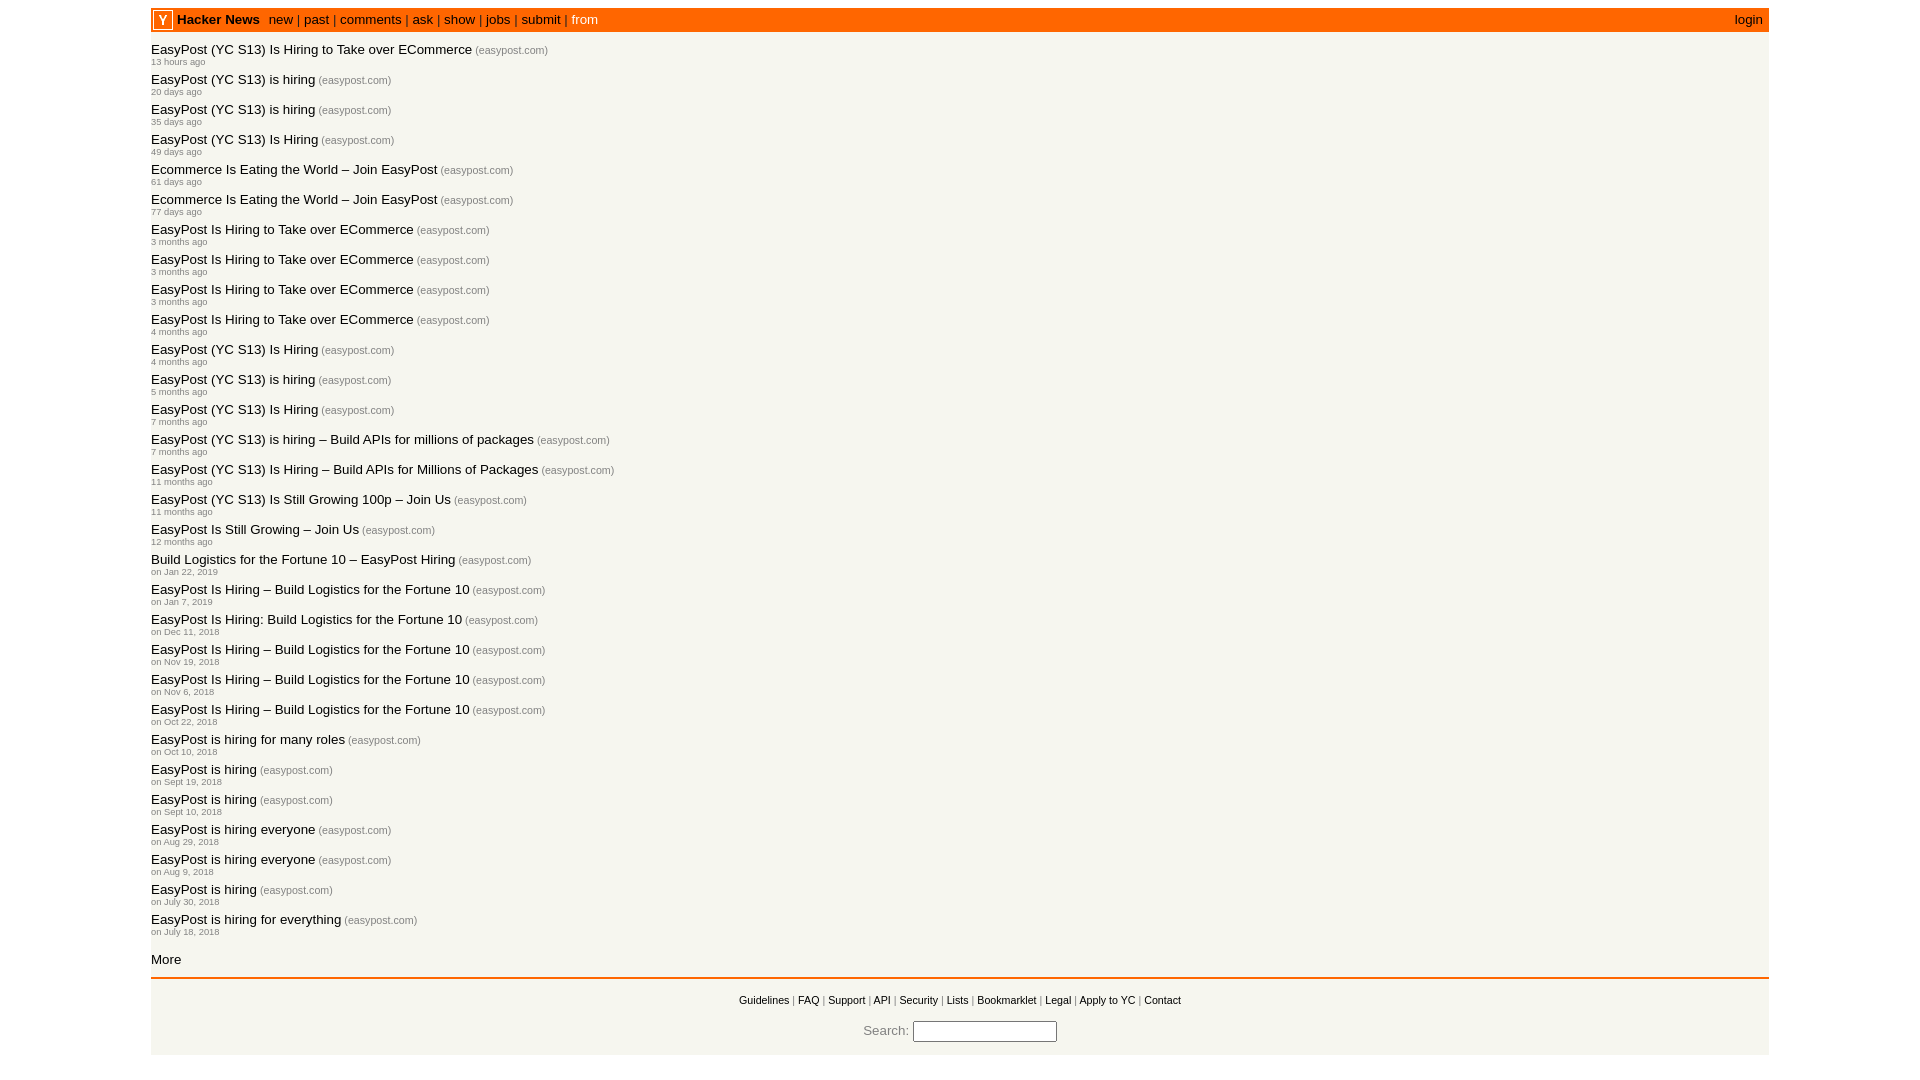 Y Hacker News new | past | comments | ask | show | jobs | submit | from login
EasyPost (YC S13) Is Hiring to Take over ECommerce (easypost.com)
13 hours ago
EasyPost (YC S13) is hiring (easypost.com)
20 days ago
EasyPost (YC S13) is hiring (easypost.com)
35 days ago
EasyPost (YC S13) Is Hiring (easypost.com)
49 days ago
Ecommerce Is Eating the World – Join EasyPost (easypost.com)
61 days ago
Ecommerce Is Eating the World – Join EasyPost (easypost.com)
77 days ago
EasyPost Is Hiring to Take over ECommerce (easypost.com)
3 months ago
EasyPost Is Hiring to Take over ECommerce (easypost.com)
3 months ago
EasyPost Is Hiring to Take over ECommerce (easypost.com)
3 months ago
EasyPost Is Hiring to Take over ECommerce (easypost.com)
4 months ago
EasyPost (YC S13) Is Hiring (easypost.com)
4 months ago
EasyPost (YC S13) is hiring (easypost.com)
5 months ago
EasyPost (YC S13) Is Hiring (easypost.com)
7 months ago
EasyPost (YC S13) is hiring – Build APIs for millions of packages (easypost.com)
7 months ago
EasyPost (YC S13) Is Hiring – Build APIs for Millions of Packages (easypost.com)
11 months ago
EasyPost (YC S13) Is Still Growing 100p – Join Us (easypost.com)
11 months ago
EasyPost Is Still Growing – Join Us (easypost.com)
12 months ago
Build Logistics for the Fortune 10 – EasyPost Hiring (easypost.com)
on Jan 22, 2019
EasyPost Is Hiring – Build Logistics for the Fortune 10 (easypost.com)
on Jan 7, 2019
EasyPost Is Hiring: Build Logistics for the Fortune 10 (easypost.com)
on Dec 11, 2018
EasyPost Is Hiring – Build Logistics for the Fortune 10 (easypost.com)
on Nov 19, 2018
EasyPost Is Hiring – Build Logistics for the Fortune 10 (easypost.com)
on Nov 6, 2018
EasyPost Is Hiring – Build Logistics for the Fortune 10 (easypost.com)
on Oct 22, 2018
EasyPost is hiring for many roles (easypost.com)
on Oct 10, 2018
EasyPost is hiring (easypost.com)
on Sept 19, 2018
EasyPost is hiring (easypost.com)
on Sept 10, 2018
EasyPost is hiring everyone (easypost.com)
on Aug 29, 2018
EasyPost is hiring everyone (easypost.com)
on Aug 9, 2018
EasyPost is hiring (easypost.com)
on July 30, 2018
EasyPost is hiring for everything (easypost.com)
on July 18, 2018
More
Guidelines | FAQ | Support | API | Security | Lists | Bookmarklet | Legal | Apply to YC | Contact
Search: